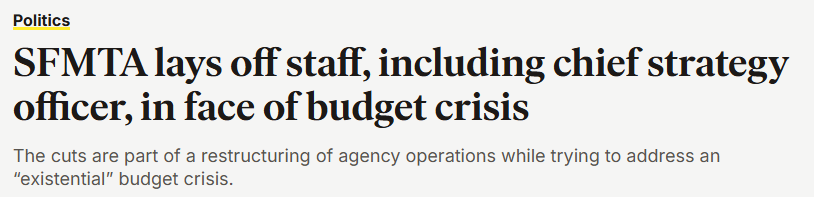 Politics
SFMTA lays off staff, including chief strategy
officer, in face of budget crisis
The cuts are part of a restructuring of agency operations while trying to address an
“existential” budget crisis.